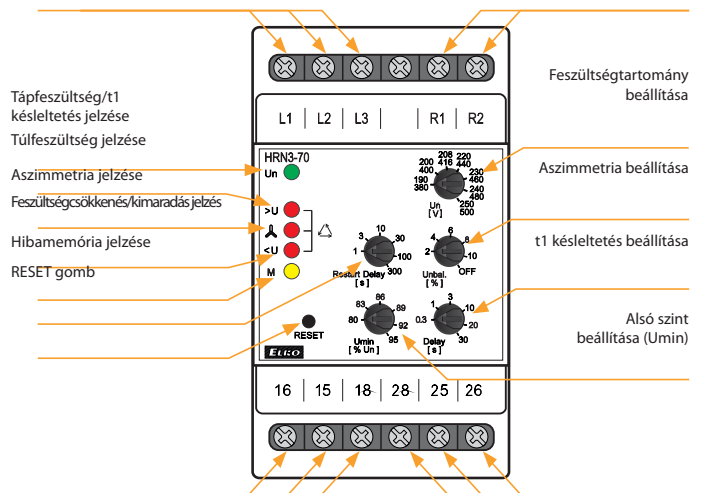 Tápfeszültség/t1
késleltetés jelzése
Túlfeszültség jelzése
Aszimmetria jelzése
Feszültségcsökkenés/kimaradás jelzés
Hibamemória jelzése
RESET gomb
L1 L2 L3 R1 R2
HRN3-70
Un
>U
<U
M
RESET
ELKO
208 220
200 416 440
400 230
190 460
380 240
480
250
500
Un
[V]
10
3 30
1 100
300
Restart Delay
[s]
6
4 8
2 10
OFF
Unbal.
[%]
86
83 89
80 92
95
Umin
[% Un]
3
1 10
0.3 20
30
Delay
[s]
16 15 18 28 25 26
Feszültségtartomány
beállítása
Aszimmetria beállítása
t1 késleltetés beállítása
Alsó szint
beállítása (Umin)